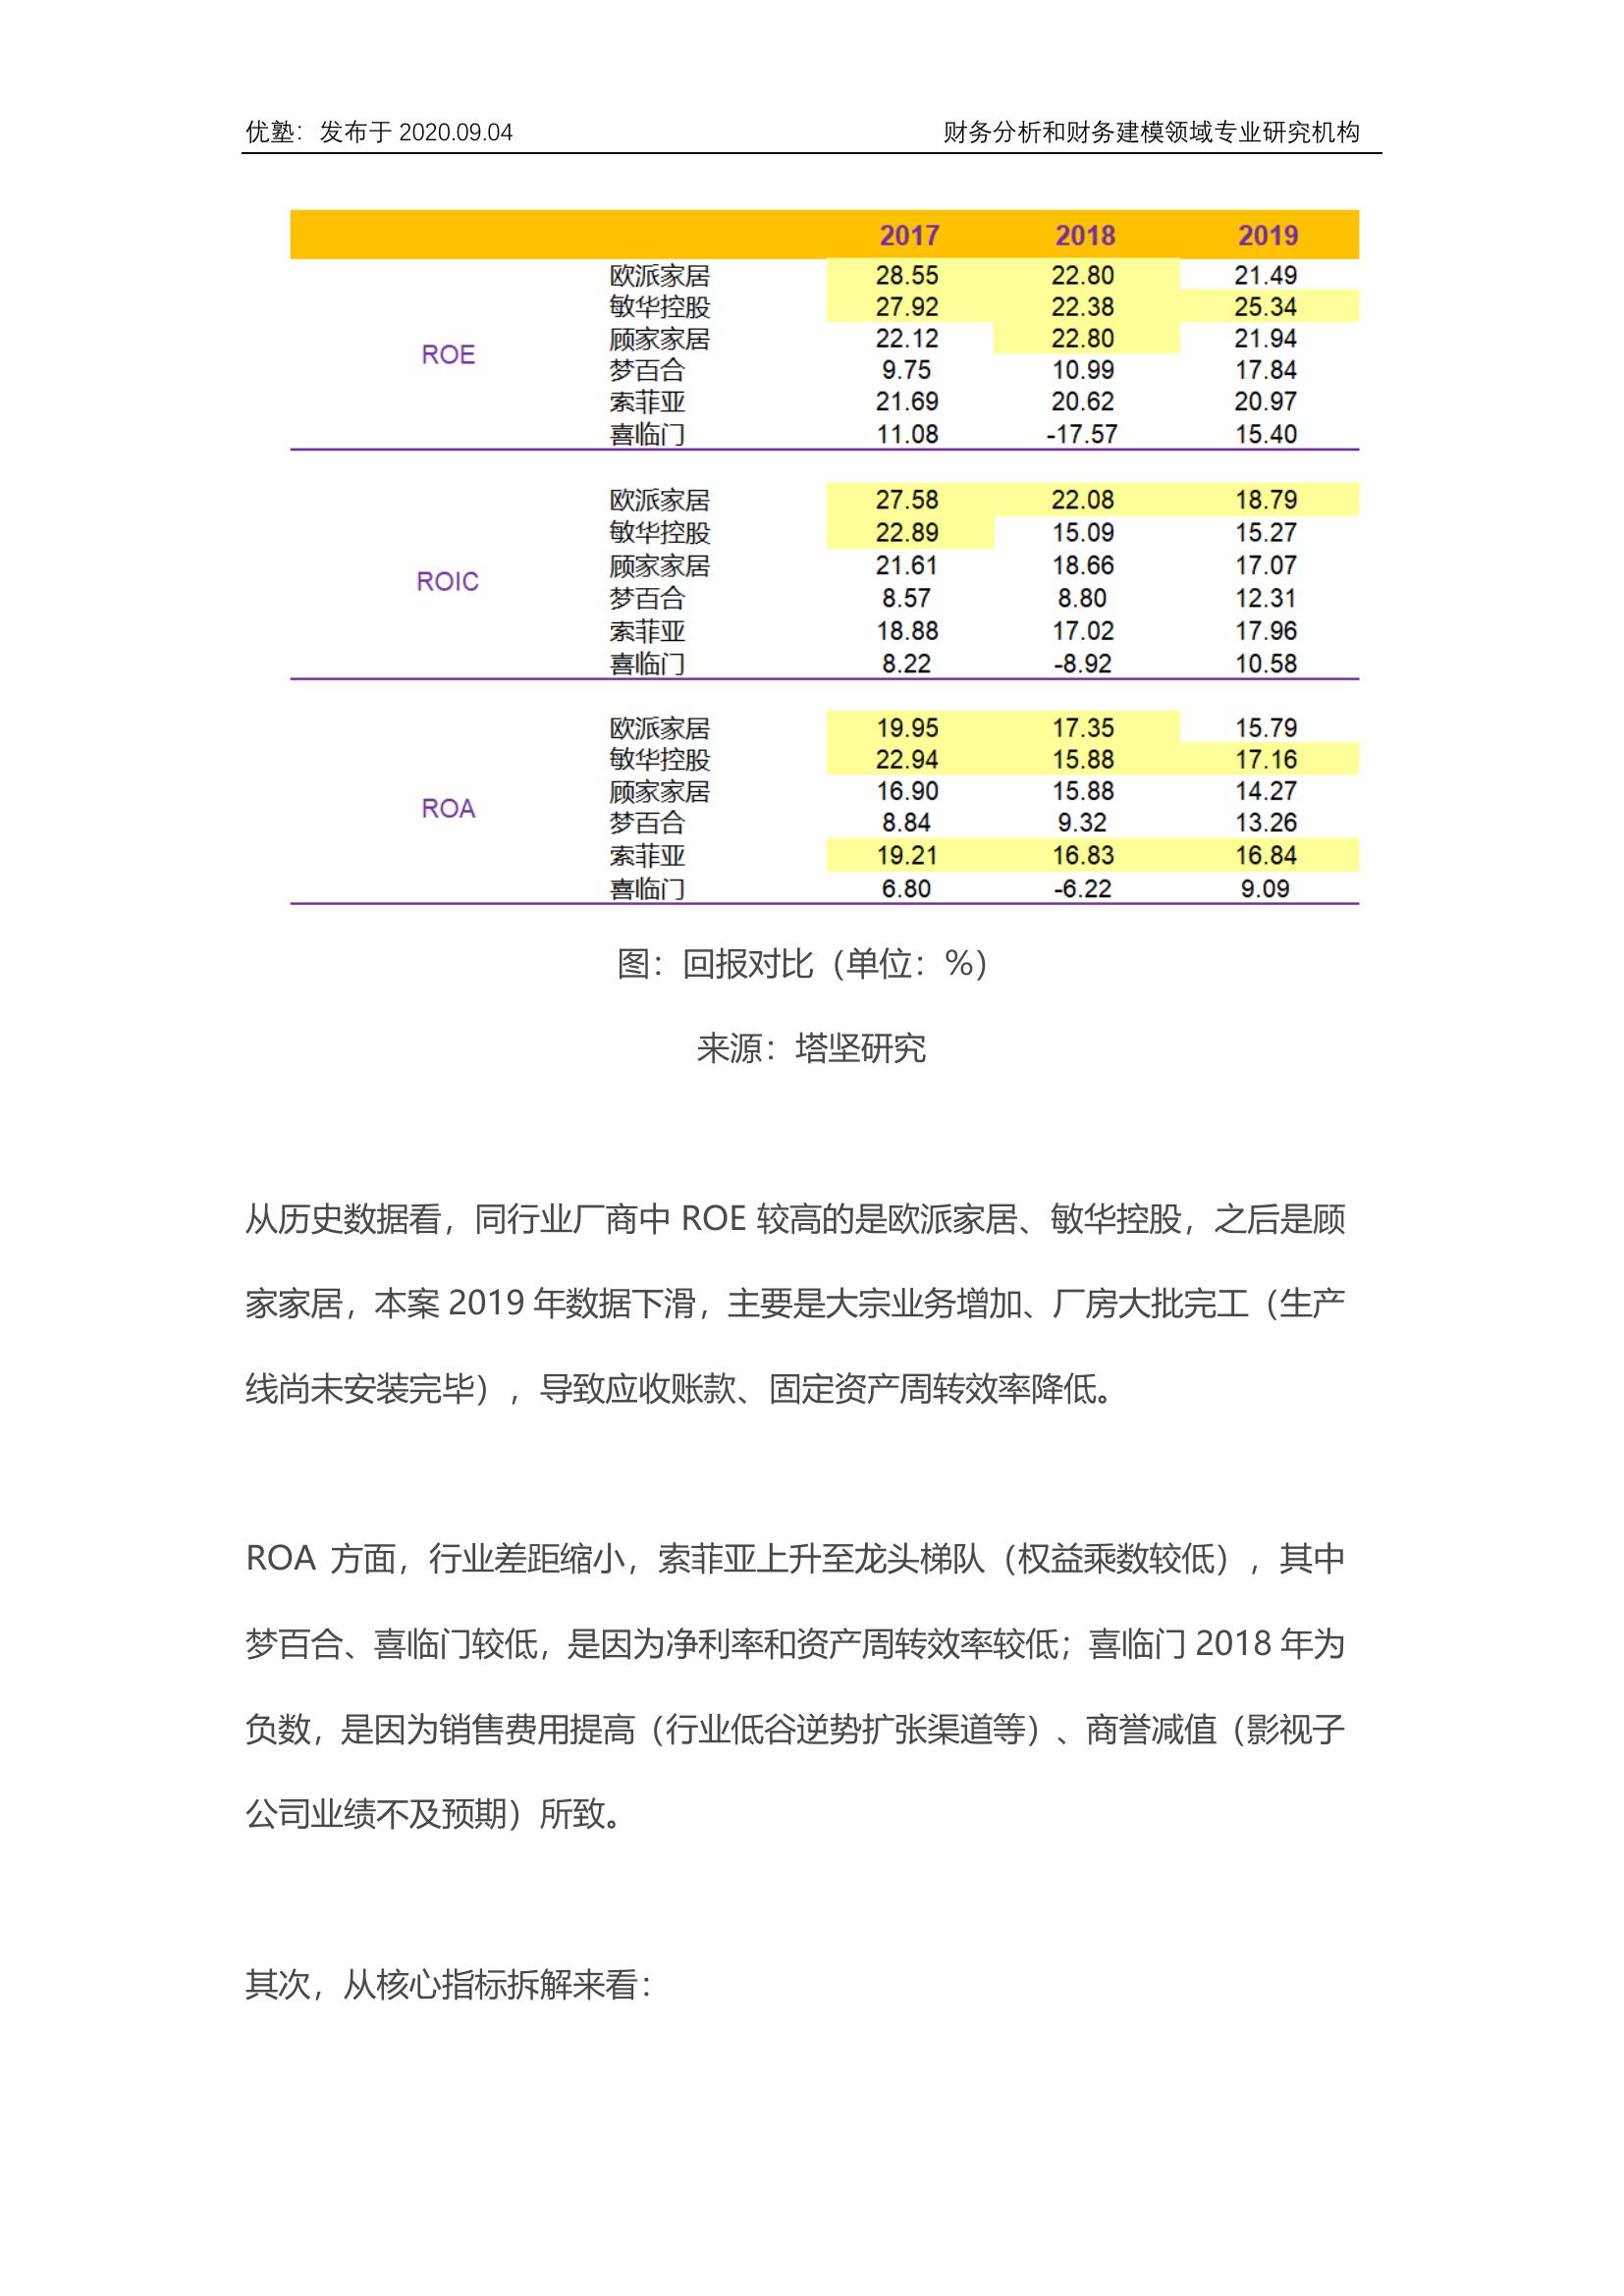 优塾：发布于 2020.09.04 财务分析和财务建模领域专业研究机构
2017 2018 2019
欧派家居 28.55 22.80 21.49
敏华控股 27.92 22.38 25.34
顾家家居 22.12 22.80 21.94
ROE
梦百合 9.75 10.99 17.84
索菲亚 21.69 20.62 20.97
喜临门 11.08 -17.57 15.40
欧派家居 27.58 22.08 18.79
敏华控股 22.89 15.09 15.27
顾家家居 21.61 18.66 17.07
ROIC
梦百合 8.57 8.80 12.31
索菲亚 18.88 17.02 17.96
喜临门 8.22 -8.92 10.58
欧派家居 19.95 17.35 15.79
敏华控股 22.94 15.88 17.16
顾家家居 16.90 15.88 14.27
ROA
梦百合 8.84 9.32 13.26
索菲亚 19.21 16.83 16.84
喜临门 6.80 -6.22 9.09
图：回报对比（单位：%）
来源：塔坚研究
从历史数据看，同行业厂商中 ROE 较高的是欧派家居、敏华控股，之后是顾
家家居，本案 2019 年数据下滑，主要是大宗业务增加、厂房大批完工（生产
线尚未安装完毕），导致应收账款、固定资产周转效率降低。
ROA 方面，行业差距缩小，索菲亚上升至龙头梯队（权益乘数较低），其中
梦百合、喜临门较低，是因为净利率和资产周转效率较低；喜临门 2018 年为
负数，是因为销售费用提高（行业低谷逆势扩张渠道等）、商誉减值（影视子
公司业绩不及预期）所致。
其次，从核心指标拆解来看：